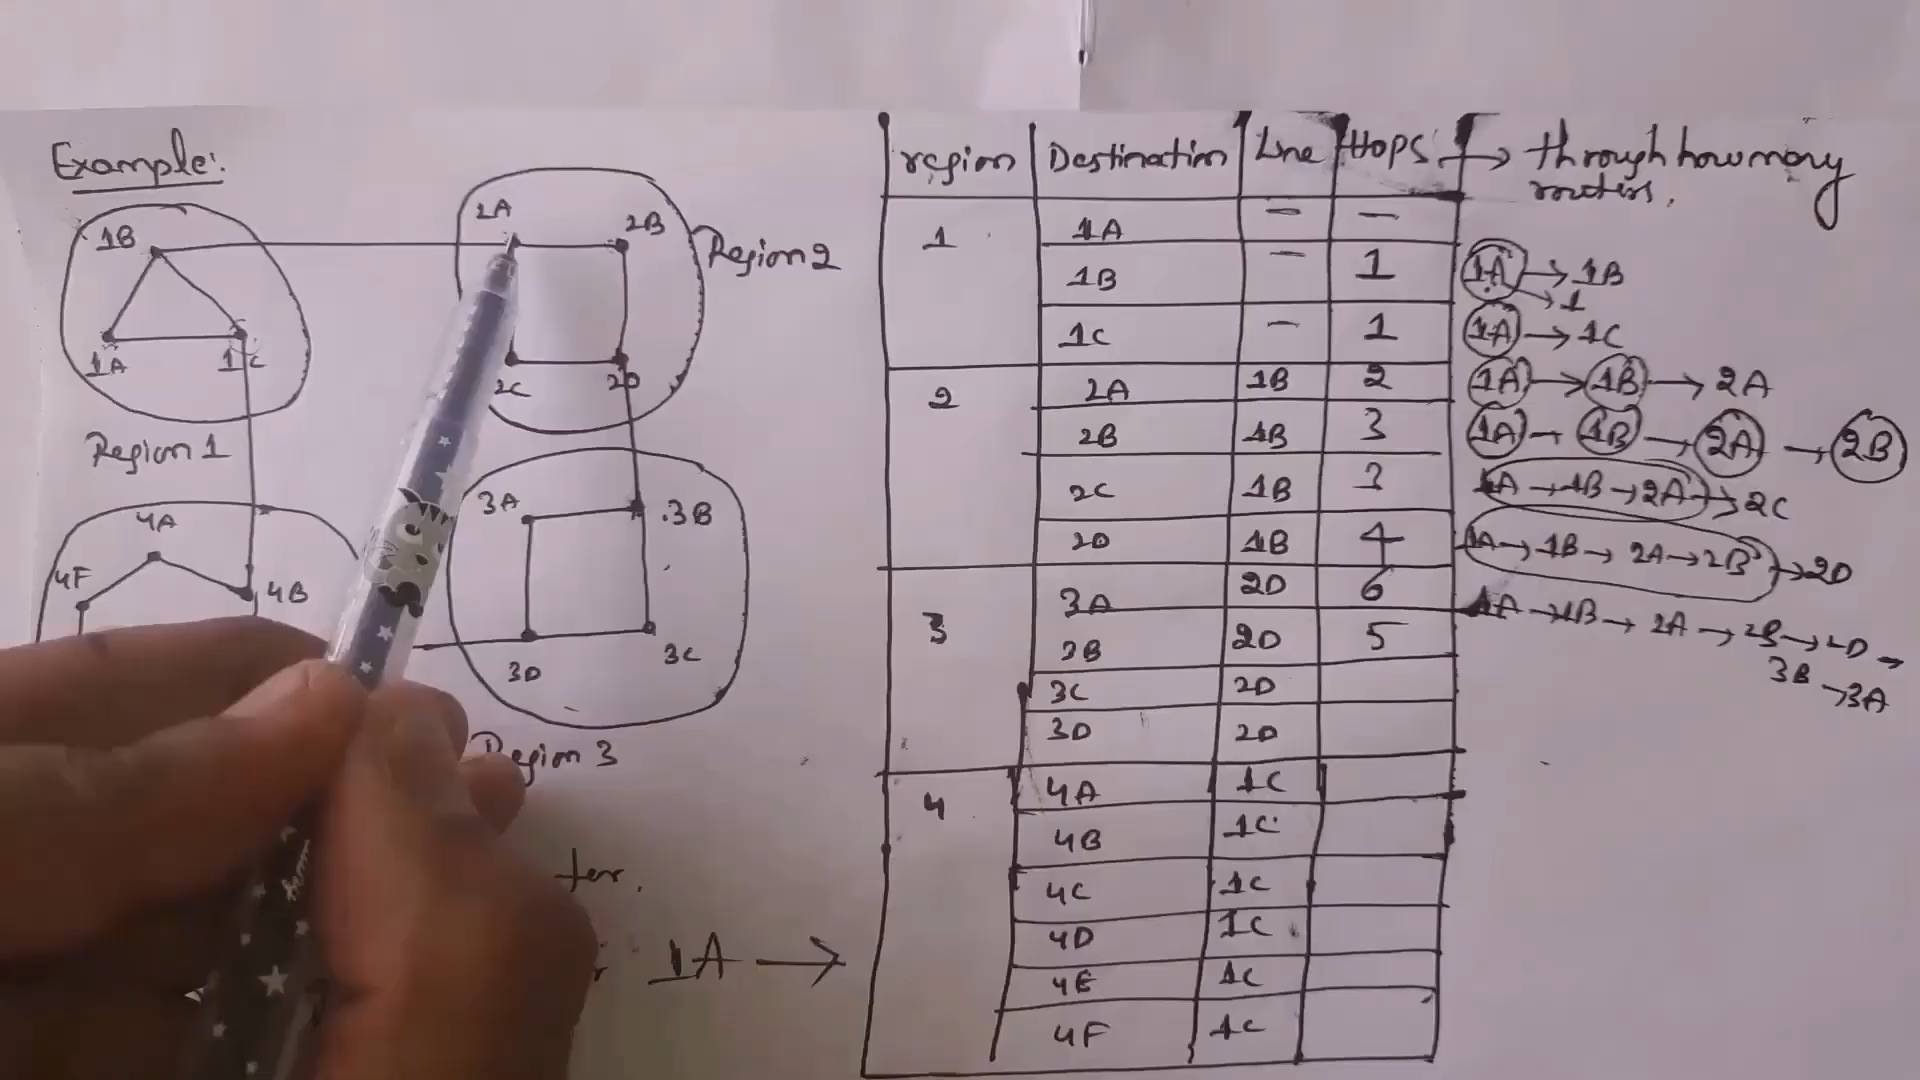 Example:
1B
1A
1C
Region 1
2A
2B
2C
2D
Region 2
3A
3B
3C
3D
Region 3
4A
4F
4B
ter.
1A →
region Destination Line Hops → through how many
routers.
1 1A - -
1B - 1 1A → 1B
→ 1
1C - 1 1A → 1C
2 2A 1B 2 1A → 1B → 2A
2B 1B 3 1A → 1B → 2A → 2B
2C 1B 3 1A → 1B → 2A → 2C
2D 1B 4 1A → 1B → 2A → 2B → 2D
3 3A 2D 6 1A → 1B → 2A → 2B → 2D →
3B → 3A
3B 2D 5
3C 2D
3D 2D
4 4A 1C
4B 1C
4C 1C
4D 1C
4E 1C
4F 1C